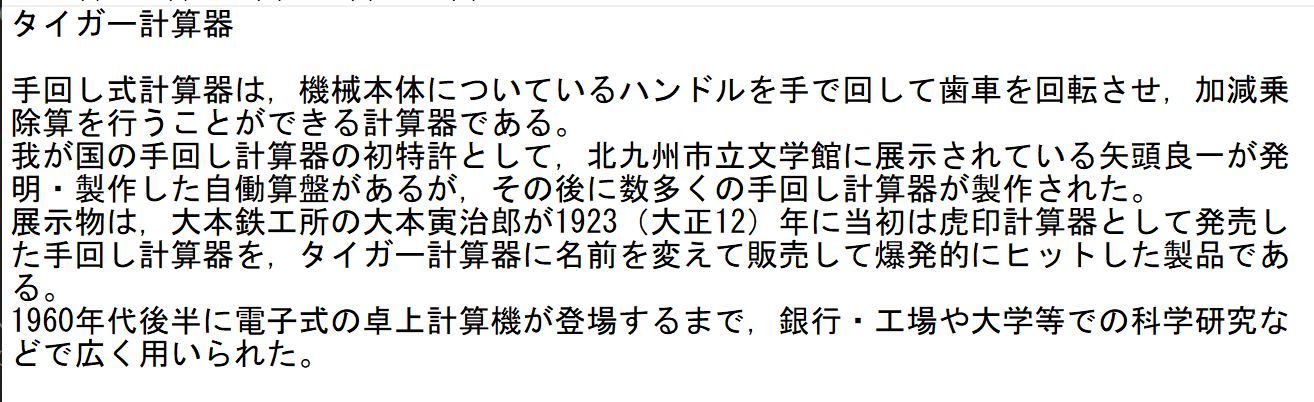 タイガー計算器
手回し式計算器は，機械本体についているハンドルを手で回して歯車を回転させ，加減乗
除算を行うことができる計算器である。
我が国の手回し計算器の初特許として，北九州市立文学館に展示されている矢頭良一が発
明・製作した自働算盤があるが，その後に数多くの手回し計算器が製作された。
展示物は，大本鉄工所の大本寅治郎が1923（大正12）年に当初は虎印計算器として発売し
た手回し計算器を，タイガー計算器に名前を変えて販売して爆発的にヒットした製品であ
る。
1960年代後半に電子式の卓上計算機が登場するまで，銀行・工場や大学等での科学研究な
どで広く用いられた。